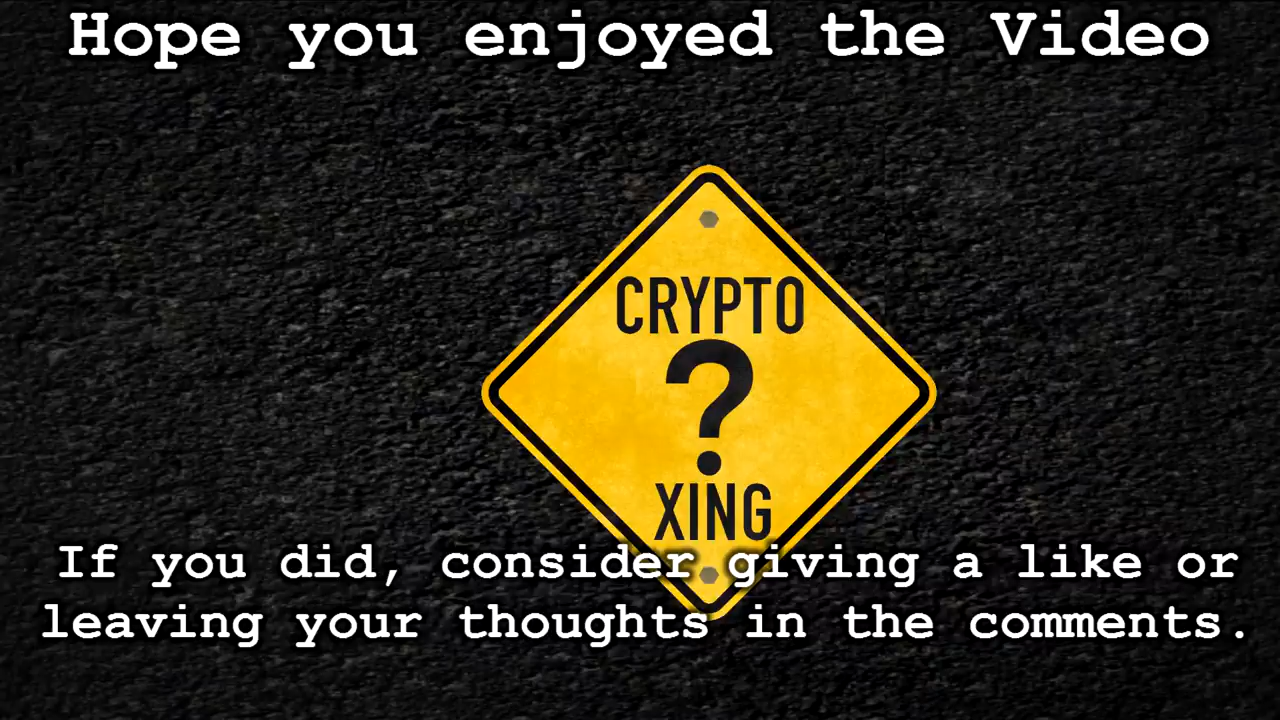 Hope you enjoyed the Video
CRYPTO
?
XING
If you did, consider giving a like or
leaving your thoughts in the comments.